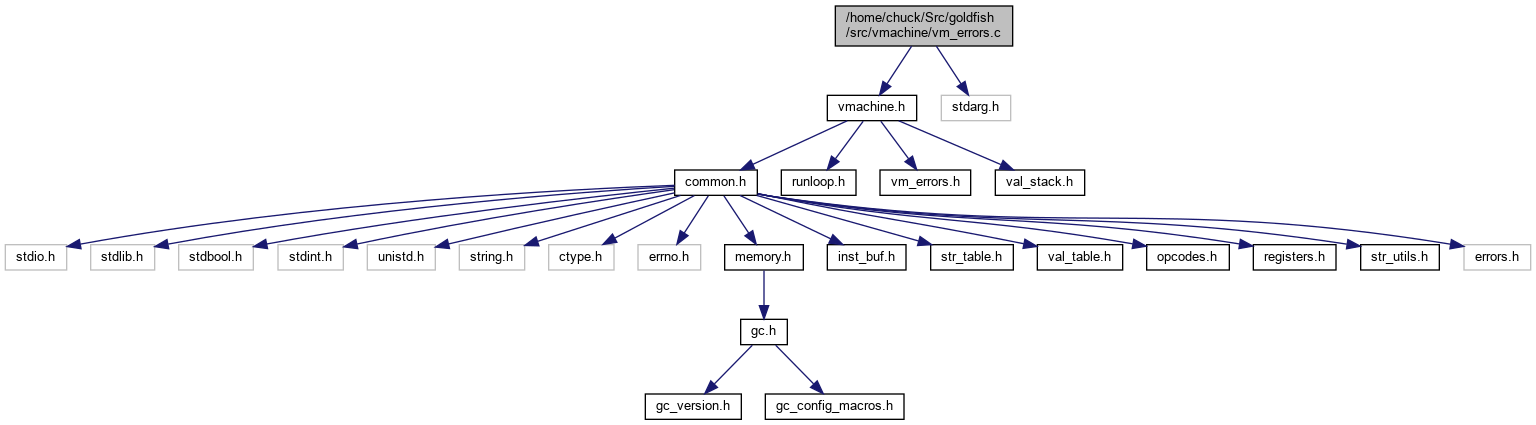 /home/chuck/Src/goldfish
/src/vmachine/vm_errors.c
vmachine.h
stdarg.h
common.h
runloop.h
vm_errors.h
val_stack.h
stdio.h
stdlib.h
stdbool.h
stdint.h
unistd.h
string.h
ctype.h
errno.h
memory.h
inst_buf.h
str_table.h
val_table.h
opcodes.h
registers.h
str_utils.h
errors.h
gc.h
gc_version.h
gc_config_macros.h